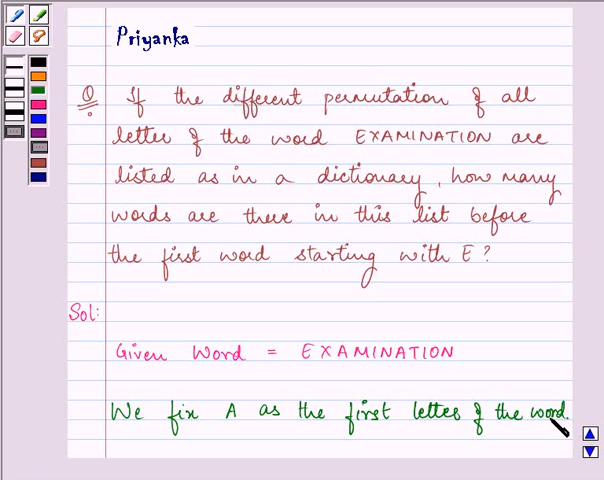 Priyanka
Q If the different permutation of all
letter of the word EXAMINATION are
listed as in a dictionary, how many
words are there in this list before
the first word starting with E?
Sol:
Given Word = EXAMINATION
We fix A as the first letter of the word.